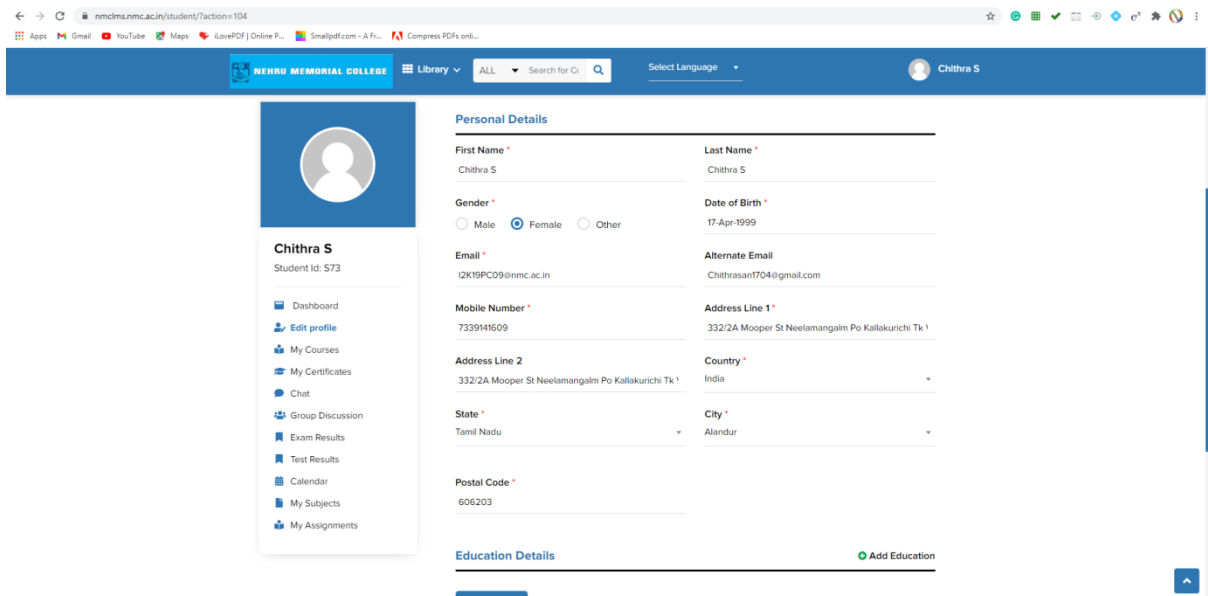 nmclms.nmc.ac.in/student/?action=104
Apps Gmail YouTube Maps iLovePDF | Online P... Smallpdf.com - A Fr... Compress PDFs onli...
NEHRU MEMORIAL COLLEGE Library ALL Search for Co Select Language Chithra S
Personal Details
First Name * Last Name *
Chithra S Chithra S
Gender * Date of Birth *
Male Female Other 17-Apr-1999
Chithra S
Student Id: S73
Email * Alternate Email
I2K19PC09@nmc.ac.in Chithrasan1704@gmail.com
Dashboard
Edit profile
My Courses
My Certificates
Chat
Group Discussion
Exam Results
Test Results
Calendar
My Subjects
My Assignments
Mobile Number * Address Line 1 *
7339141609 332/2A Mooper St Neelamangalm Po Kallakurichi Tk
Address Line 2 Country *
332/2A Mooper St Neelamangalm Po Kallakurichi Tk India
State * City *
Tamil Nadu Alandur
Postal Code *
606203
Education Details Add Education